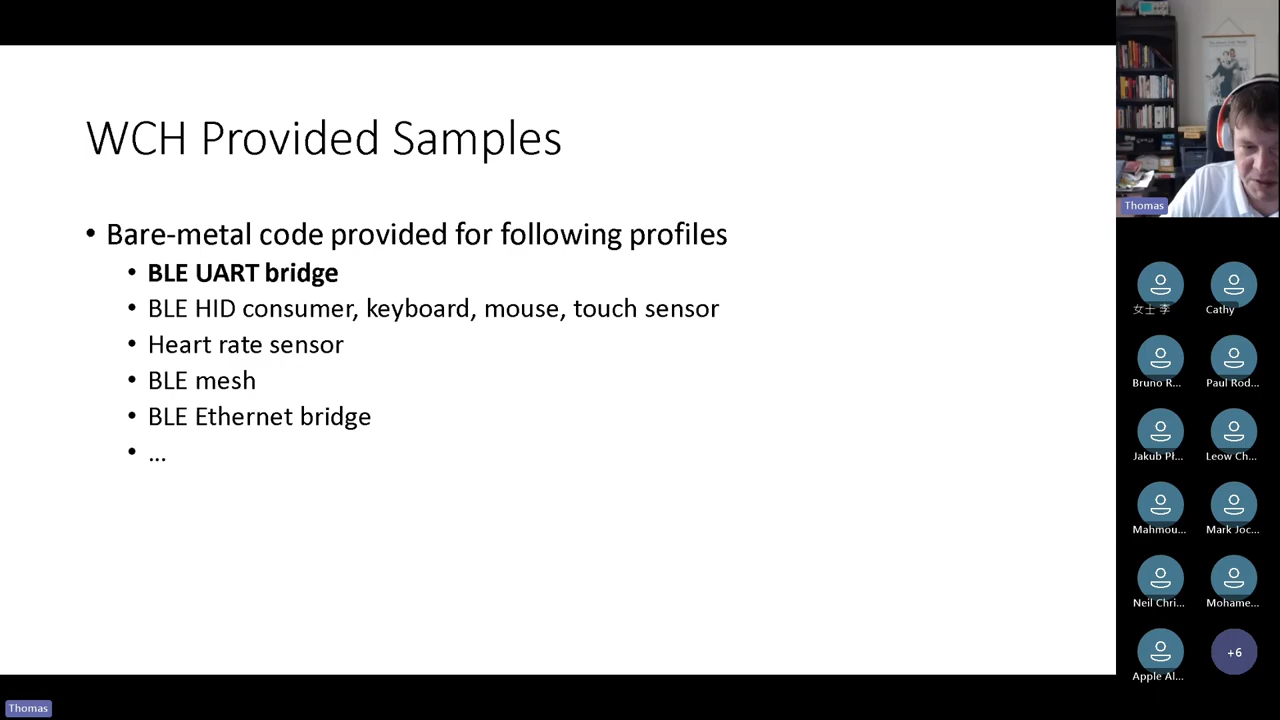 WCH Provided Samples
• Bare-metal code provided for following profiles
• BLE UART bridge
• BLE HID consumer, keyboard, mouse, touch sensor
• Heart rate sensor
• BLE mesh
• BLE Ethernet bridge
• ...
Thomas
女士 李
Cathy
Bruno R...
Paul Rod...
Jakub Pł...
Leow Ch...
Mahmou...
Mark Joc...
Neil Chri...
Mohame...
Apple Al...
+6
Thomas